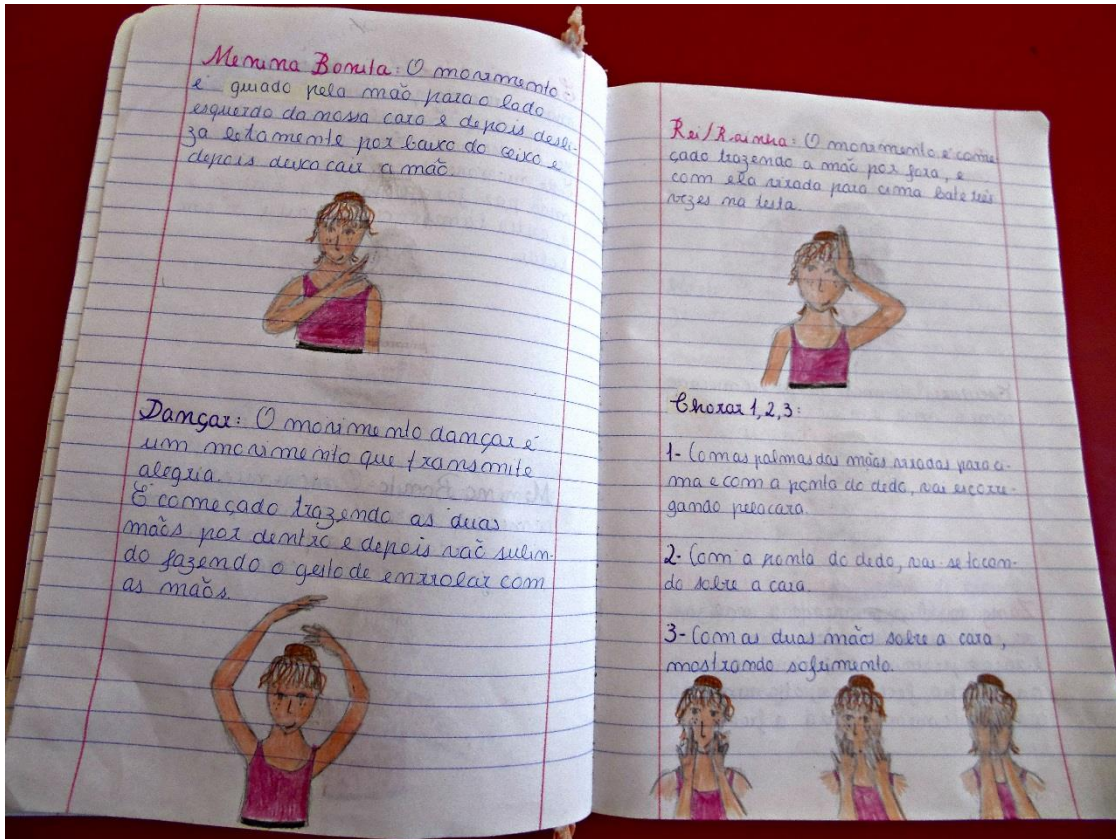 Menina Bonita: O movimento
é guiado pela mão para o lado
esquerdo da nossa cara e depois desli-
za letamente por baixo do ceixo e
depois deixo cair a mão.
Dançar: O movimento dançar é
um movimento que transmite
alegria.
É começado trazendo as duas
mãos por dentro e depois vão subin-
do fazendo o gesto de enrrolar com
as mãos.
Rei/Rainha: O movimento é come
çado trazendo a mão por fora, e
com ela virada para cima bate três
vezes na testa.
Chorar 1, 2, 3:
1- Com as palmas das mãos viradas para ci-
ma e com a ponta do dedo, vai escorre-
gando pela cara.
2- Com a ponta do dedo, vai-se tocan-
do sobre a cara.
3- Com as duas mãos sobre a cara,
mostrando sofrimento.